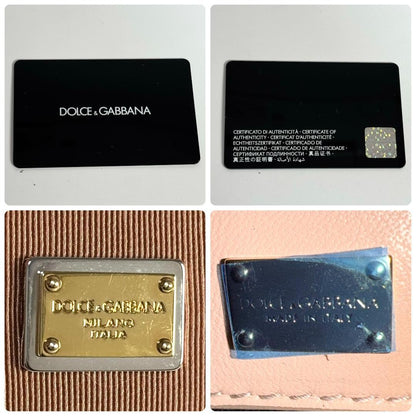 DOLCE & GABBANA
CERTIFICATO DI AUTENTICITÀ · CERTIFICATE OF
AUTHENTICITY · CERTIFICAT D'AUTHENTICITÉ ·
ECHTHEITSZERTIFIKAT · CERTIFICADO DE
AUTENTICIDAD · CERTIFICADO DE AUTENTICIDADE ·
СЕРТИФИКАТ ПОДЛИННОСТИ · 真品证书 ·
真正性の証明書 · شهادة الأصالة
DOLCE & GABBANA
MILANO
ITALIA
DOLCE & GABBANA
MADE IN ITALY